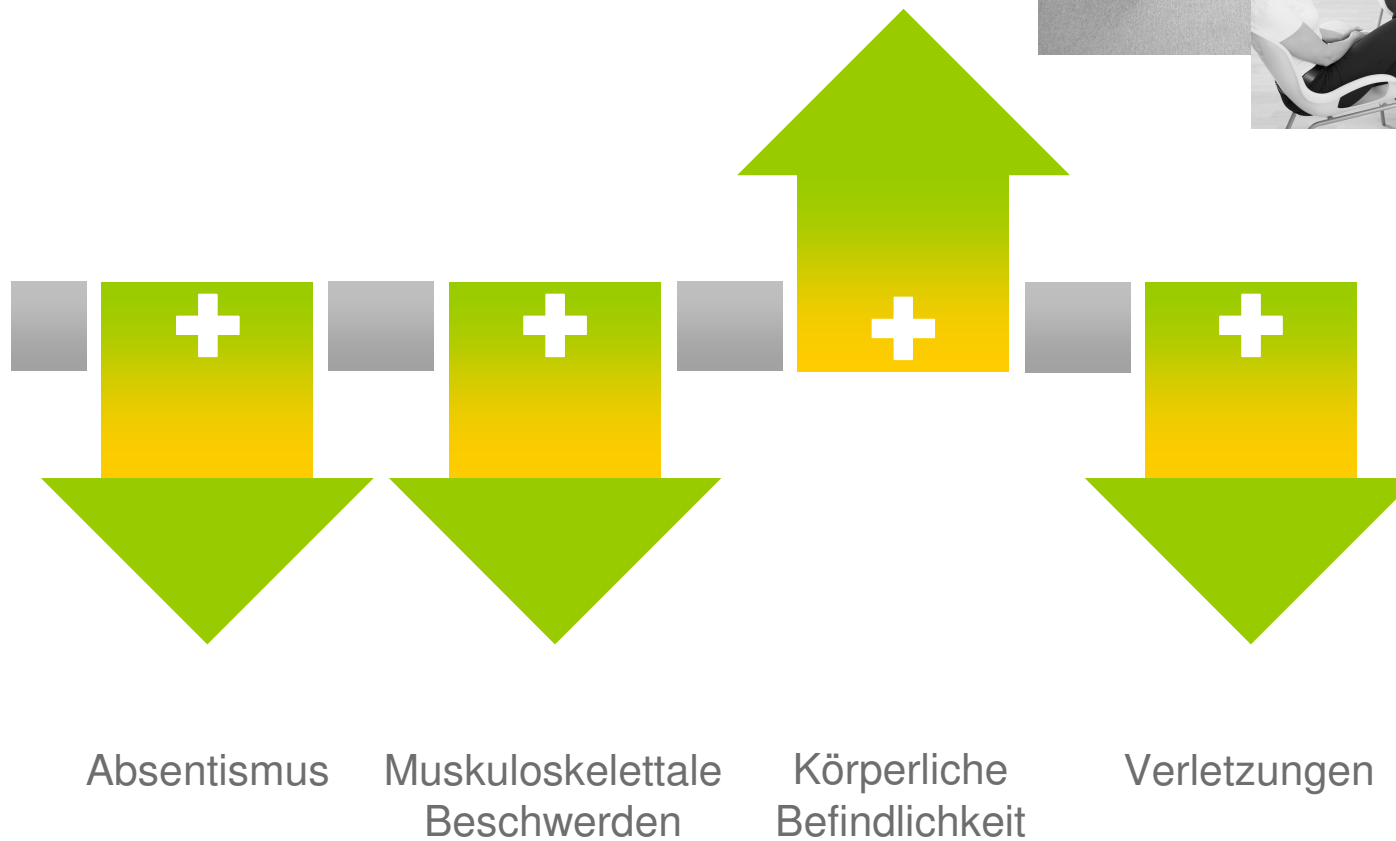 Absentismus
Muskuloskelettale
Beschwerden
Körperliche
Befindlichkeit
Verletzungen